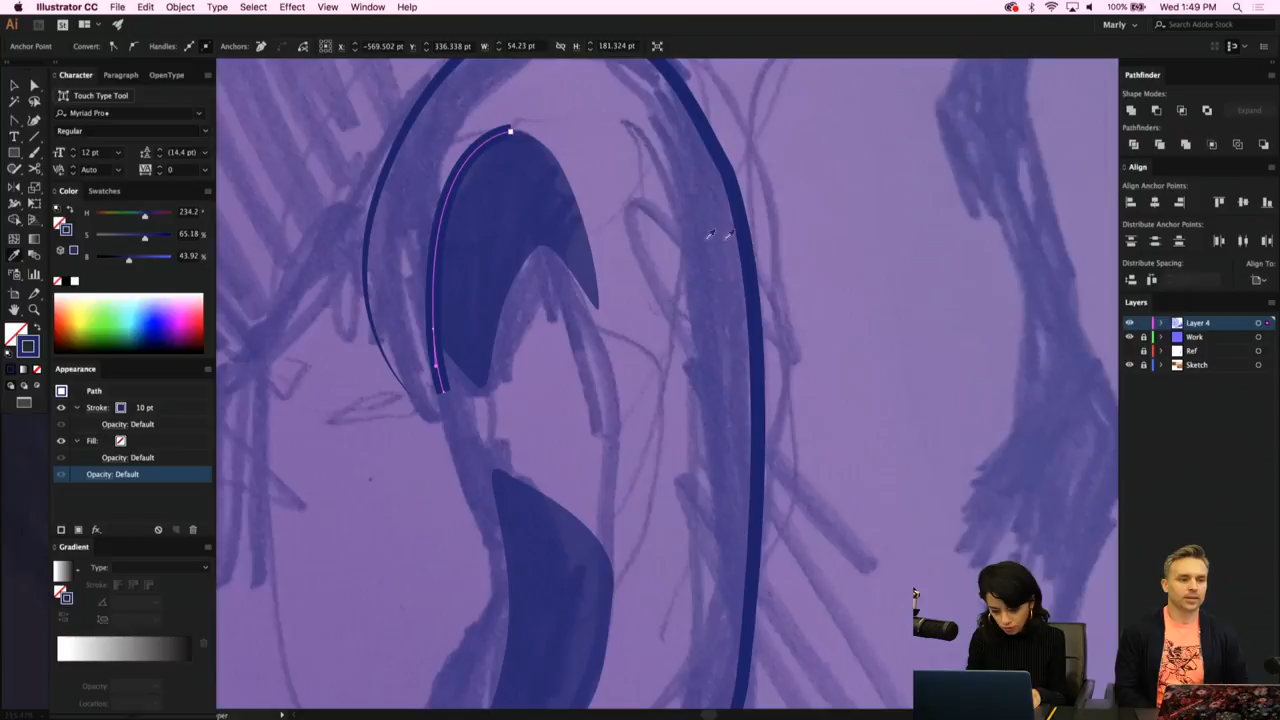 Illustrator CC File Edit Object Type Select Effect View Window Help
100% Wed 1:49 PM
Ai Br St
Marly Search Adobe Stock
Anchor Point Convert: Handles: Anchors: X: -569.502 pt Y: 336.338 pt W: 54.23 pt H: 181.324 pt
Character Paragraph OpenType
Touch Type Tool
Myriad Pro
Regular
12 pt (14.4 pt)
Auto 0
Color Swatches
H 234.2 °
S 65.18 %
B 43.92 %
Appearance
Path
Stroke: 10 pt
Opacity: Default
Fill:
Opacity: Default
Opacity: Default
fx
Gradient
Type:
Stroke:
Opacity
Location:
Pathfinder
Shape Modes:
Expand
Pathfinders:
Align
Align Anchor Points:
Distribute Anchor Points:
Distribute Spacing: Align To:
Layers
Layer 4
Work
Ref
Sketch